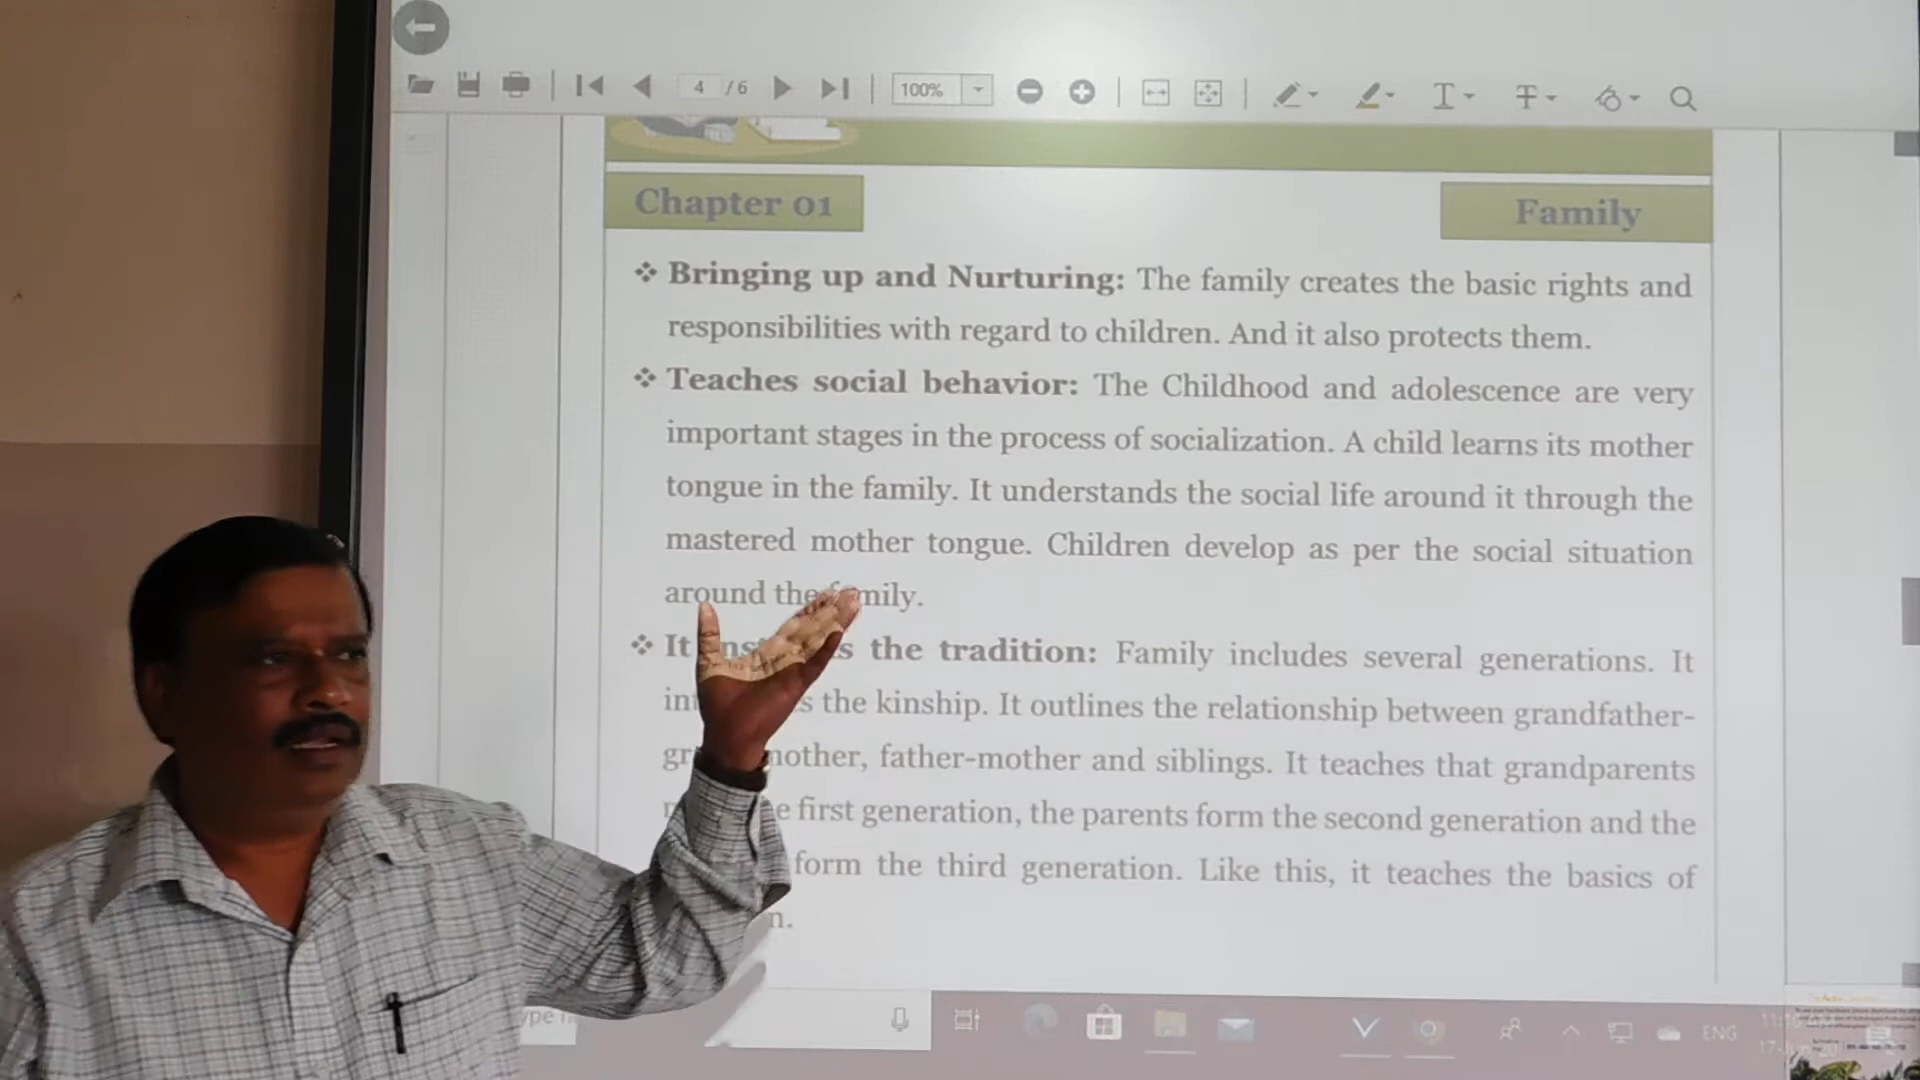 4 / 6
100%
Chapter 01
Family
❖ Bringing up and Nurturing: The family creates the basic rights and
responsibilities with regard to children. And it also protects them.
❖ Teaches social behavior: The Childhood and adolescence are very
important stages in the process of socialization. A child learns its mother
tongue in the family. It understands the social life around it through the
mastered mother tongue. Children develop as per the social situation
around the family.
❖ It the tradition: Family includes several generations. It
the kinship. It outlines the relationship between grandfather-
father-mother and siblings. It teaches that grandparents
first generation, the parents form the second generation and the
form the third generation. Like this, it teaches the basics of
ENG